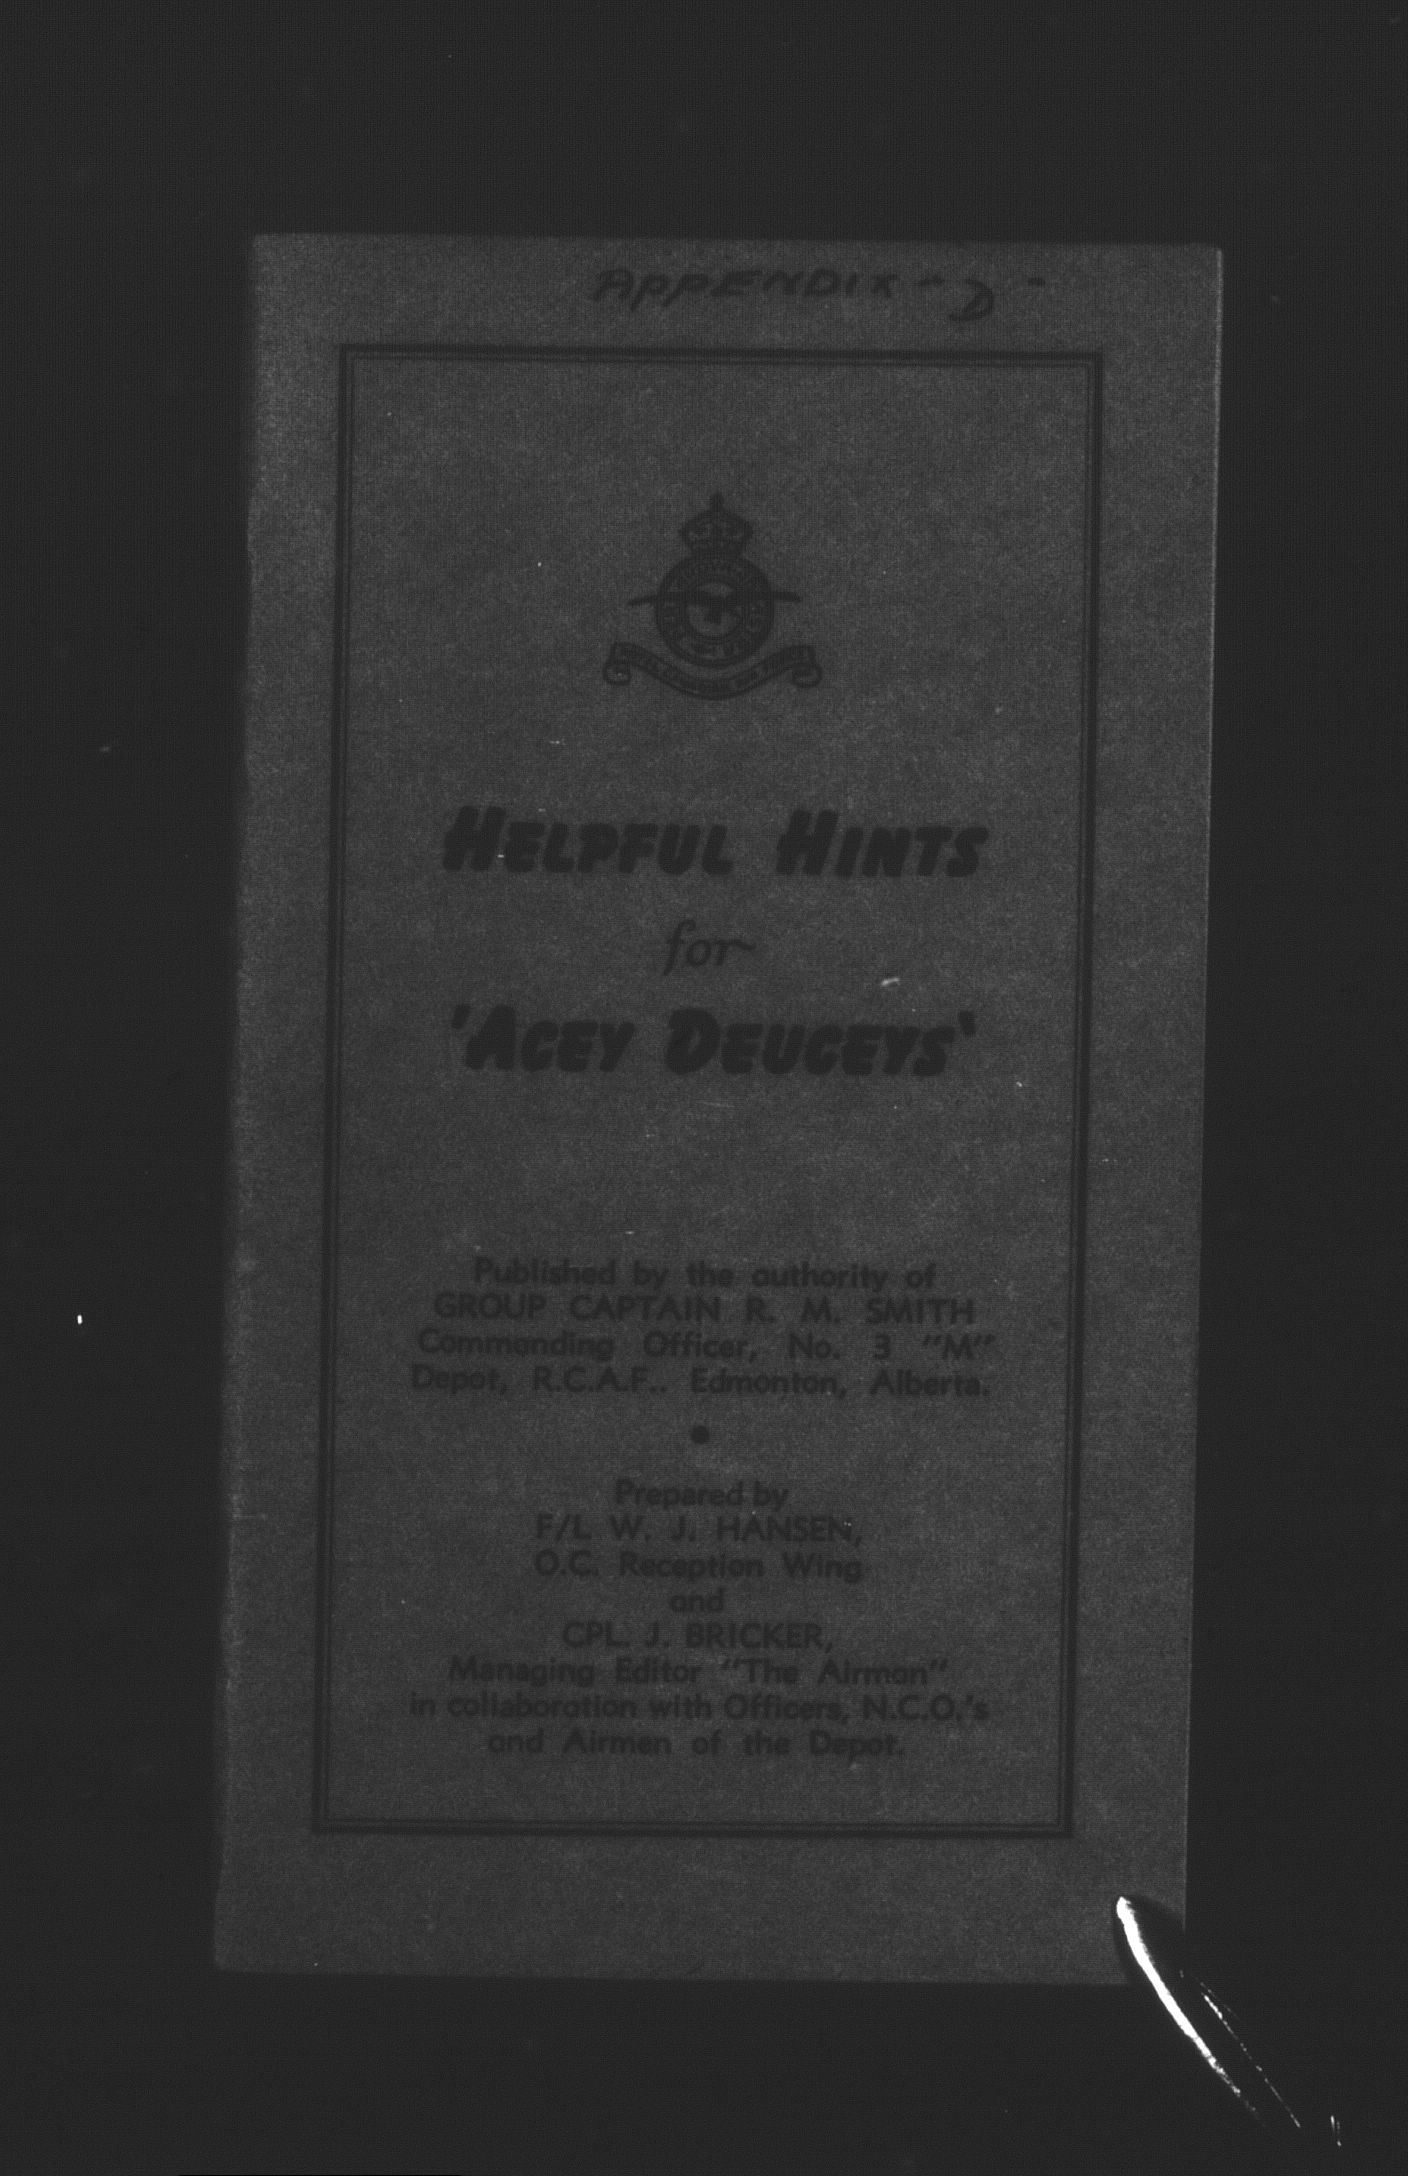 APPENDIX - D -
HELPFUL HINTS
for
'ACEY DEUCEYS'
Published by the authority of
GROUP CAPTAIN R. M. SMITH
Commanding Officer, No. 3 "M"
Depot, R.C.A.F.. Edmonton, Alberta.
Prepared by
F/L W. J. HANSEN,
O.C. Reception Wing
and
CPL. J. BRICKER,
Managing Editor "The Airman"
in collaboration with Officers, N.C.O.'s
and Airmen of the Depot.